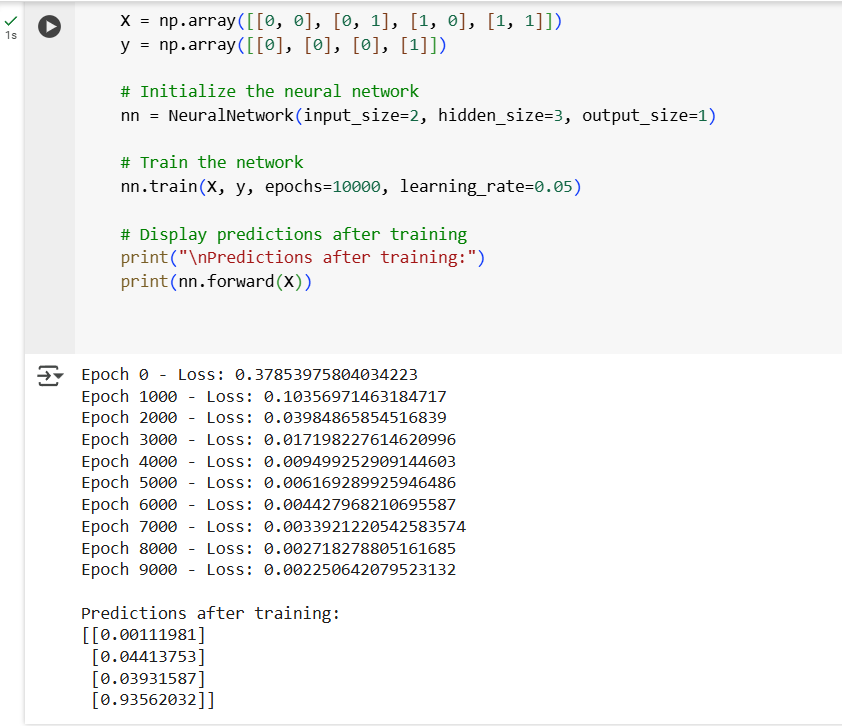 X = np.array([[0, 0], [0, 1], [1, 0], [1, 1]])
y = np.array([[0], [0], [0], [1]])
# Initialize the neural network
nn = NeuralNetwork(input_size=2, hidden_size=3, output_size=1)
# Train the network
nn.train(X, y, epochs=10000, learning_rate=0.05)
# Display predictions after training
print("\nPredictions after training:")
print(nn.forward(X))
1s
Epoch 0 - Loss: 0.37853975804034223
Epoch 1000 - Loss: 0.10356971463184717
Epoch 2000 - Loss: 0.03984865854516839
Epoch 3000 - Loss: 0.017198227614620996
Epoch 4000 - Loss: 0.009499252909144603
Epoch 5000 - Loss: 0.006169289925946486
Epoch 6000 - Loss: 0.004427968210695587
Epoch 7000 - Loss: 0.0033921220542583574
Epoch 8000 - Loss: 0.002718278805161685
Epoch 9000 - Loss: 0.002250642079523132
Predictions after training:
[[0.00111981]
[0.04413753]
[0.03931587]
[0.93562032]]